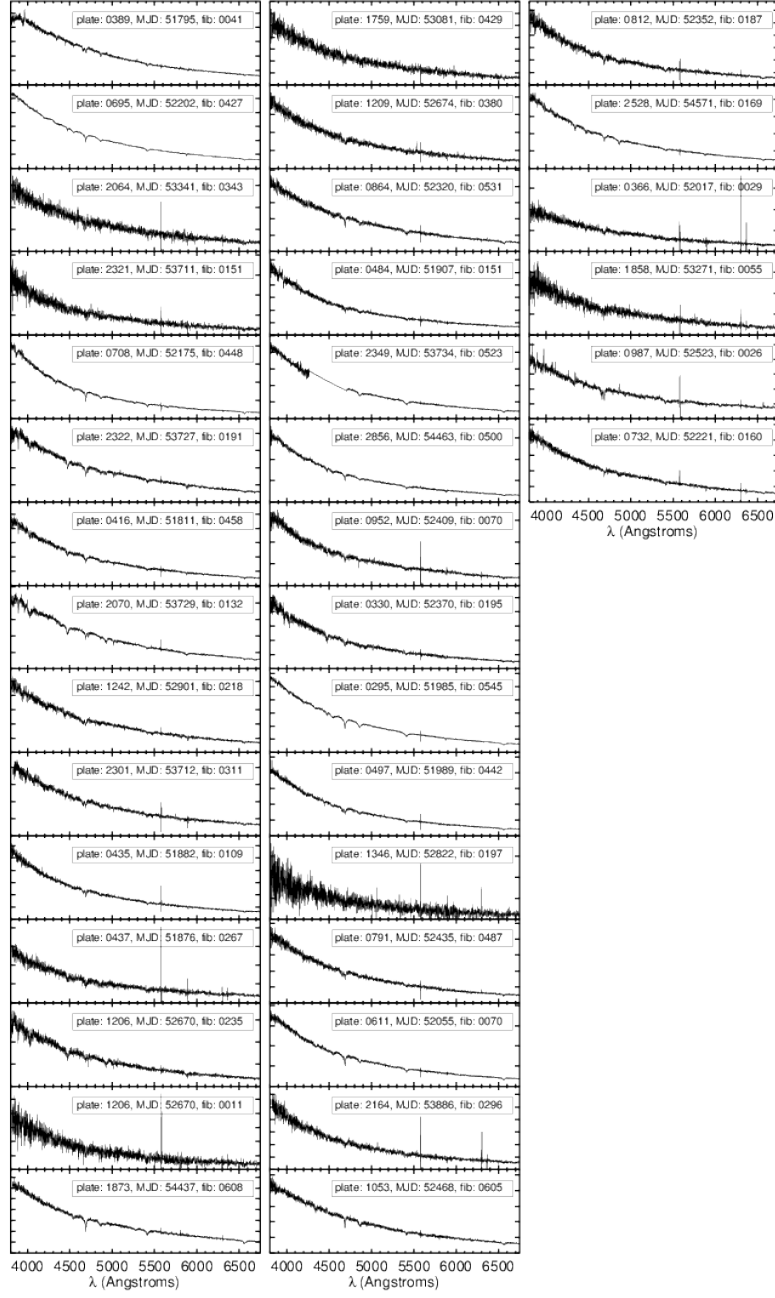 plate: 0389, MJD: 51795, fib: 0041
plate: 0695, MJD: 52202, fib: 0427
plate: 2064, MJD: 53341, fib: 0343
plate: 2321, MJD: 53711, fib: 0151
plate: 0708, MJD: 52175, fib: 0448
plate: 2322, MJD: 53727, fib: 0191
plate: 0416, MJD: 51811, fib: 0458
plate: 2070, MJD: 53729, fib: 0132
plate: 1242, MJD: 52901, fib: 0218
plate: 2301, MJD: 53712, fib: 0311
plate: 0435, MJD: 51882, fib: 0109
plate: 0437, MJD: 51876, fib: 0267
plate: 1206, MJD: 52670, fib: 0235
plate: 1206, MJD: 52670, fib: 0011
plate: 1873, MJD: 54437, fib: 0608
4000 4500 5000 5500 6000 6500
λ (Angstroms)
plate: 1759, MJD: 53081, fib: 0429
plate: 1209, MJD: 52674, fib: 0380
plate: 0864, MJD: 52320, fib: 0531
plate: 0484, MJD: 51907, fib: 0151
plate: 2349, MJD: 53734, fib: 0523
plate: 2856, MJD: 54463, fib: 0500
plate: 0952, MJD: 52409, fib: 0070
plate: 0330, MJD: 52370, fib: 0195
plate: 0295, MJD: 51985, fib: 0545
plate: 0497, MJD: 51989, fib: 0442
plate: 1346, MJD: 52822, fib: 0197
plate: 0791, MJD: 52435, fib: 0487
plate: 0611, MJD: 52055, fib: 0070
plate: 2164, MJD: 53886, fib: 0296
plate: 1053, MJD: 52468, fib: 0605
4000 4500 5000 5500 6000 6500
λ (Angstroms)
plate: 0812, MJD: 52352, fib: 0187
plate: 2528, MJD: 54571, fib: 0169
plate: 0366, MJD: 52017, fib: 0029
plate: 1858, MJD: 53271, fib: 0055
plate: 0987, MJD: 52523, fib: 0026
plate: 0732, MJD: 52221, fib: 0160
4000 4500 5000 5500 6000 6500
λ (Angstroms)